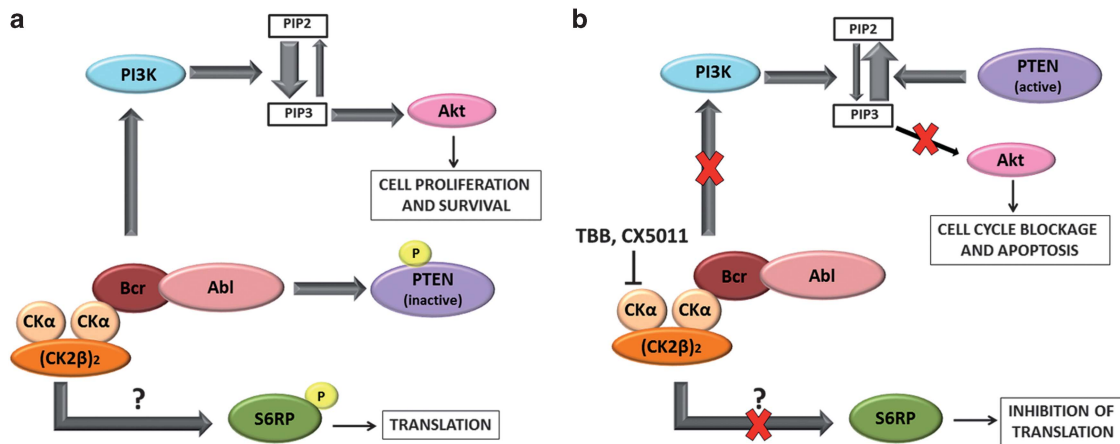 a
PIP2
PI3K
PIP3
Akt
CELL PROLIFERATION
AND SURVIVAL
P
Bcr
Abl
PTEN
(inactive)
CKα
CKα
(CK2β)2
?
P
S6RP
TRANSLATION
b
PIP2
PI3K
PTEN
(active)
PIP3
Akt
CELL CYCLE BLOCKAGE
AND APOPTOSIS
TBB, CX5011
Bcr
Abl
CKα
CKα
(CK2β)2
?
S6RP
INHIBITION OF
TRANSLATION